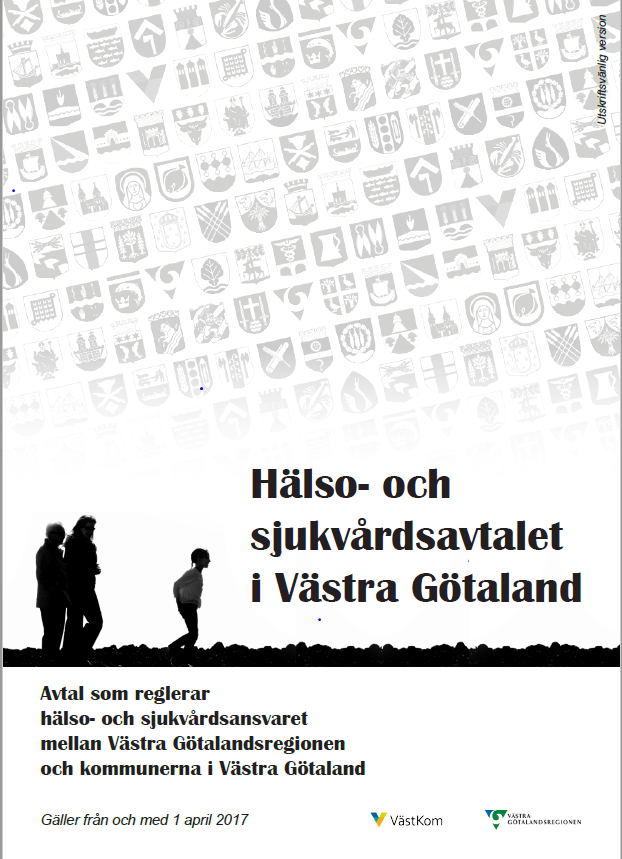 Utskriftsvänlig version
Hälso- och
sjukvårdsavtalet
i Västra Götaland
Avtal som reglerar
hälso- och sjukvårdsansvaret
mellan Västra Götalandsregionen
och kommunerna i Västra Götaland
Gäller från och med 1 april 2017
VästKom
VÄSTRA
GÖTALANDSREGIONEN